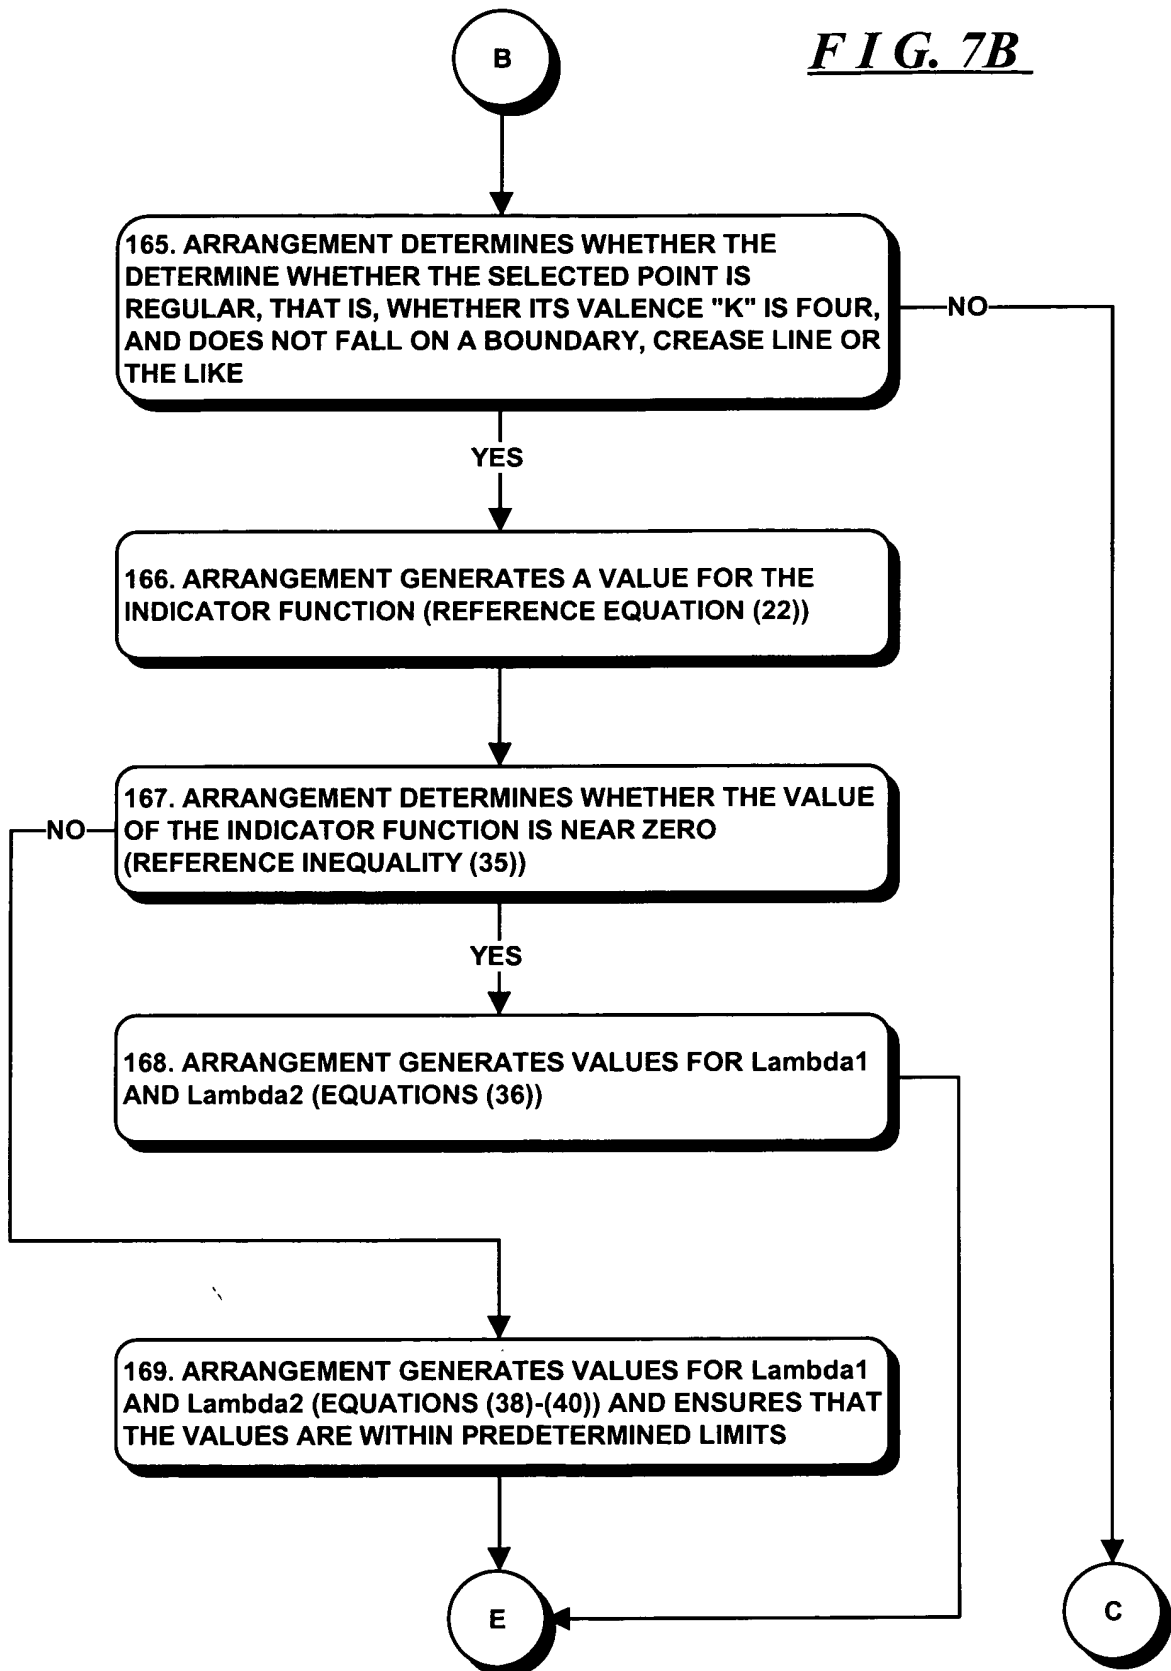 B
F I G. 7B
165. ARRANGEMENT DETERMINES WHETHER THE
DETERMINE WHETHER THE SELECTED POINT IS
REGULAR, THAT IS, WHETHER ITS VALENCE "K" IS FOUR,
AND DOES NOT FALL ON A BOUNDARY, CREASE LINE OR
THE LIKE
NO
YES
166. ARRANGEMENT GENERATES A VALUE FOR THE
INDICATOR FUNCTION (REFERENCE EQUATION (22))
167. ARRANGEMENT DETERMINES WHETHER THE VALUE
OF THE INDICATOR FUNCTION IS NEAR ZERO
(REFERENCE INEQUALITY (35))
NO
YES
168. ARRANGEMENT GENERATES VALUES FOR Lambda1
AND Lambda2 (EQUATIONS (36))
169. ARRANGEMENT GENERATES VALUES FOR Lambda1
AND Lambda2 (EQUATIONS (38)-(40)) AND ENSURES THAT
THE VALUES ARE WITHIN PREDETERMINED LIMITS
E
C